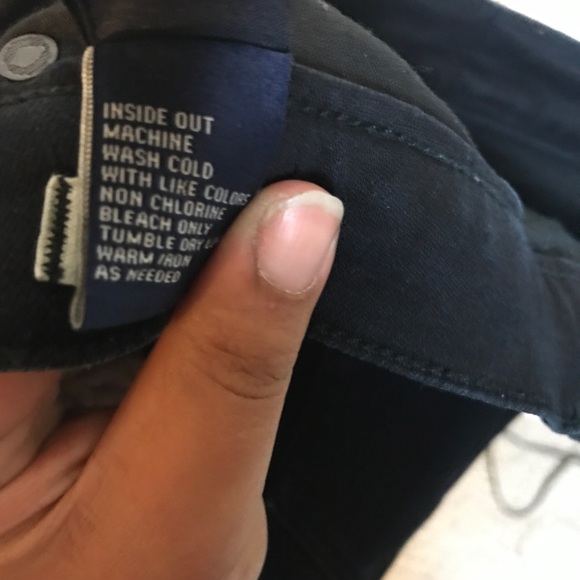 INSIDE OUT
MACHINE
WASH COLD
WITH LIKE COLORS
NON CHLORINE
BLEACH ONLY
TUMBLE DRY
WARM IRON
AS NEEDED